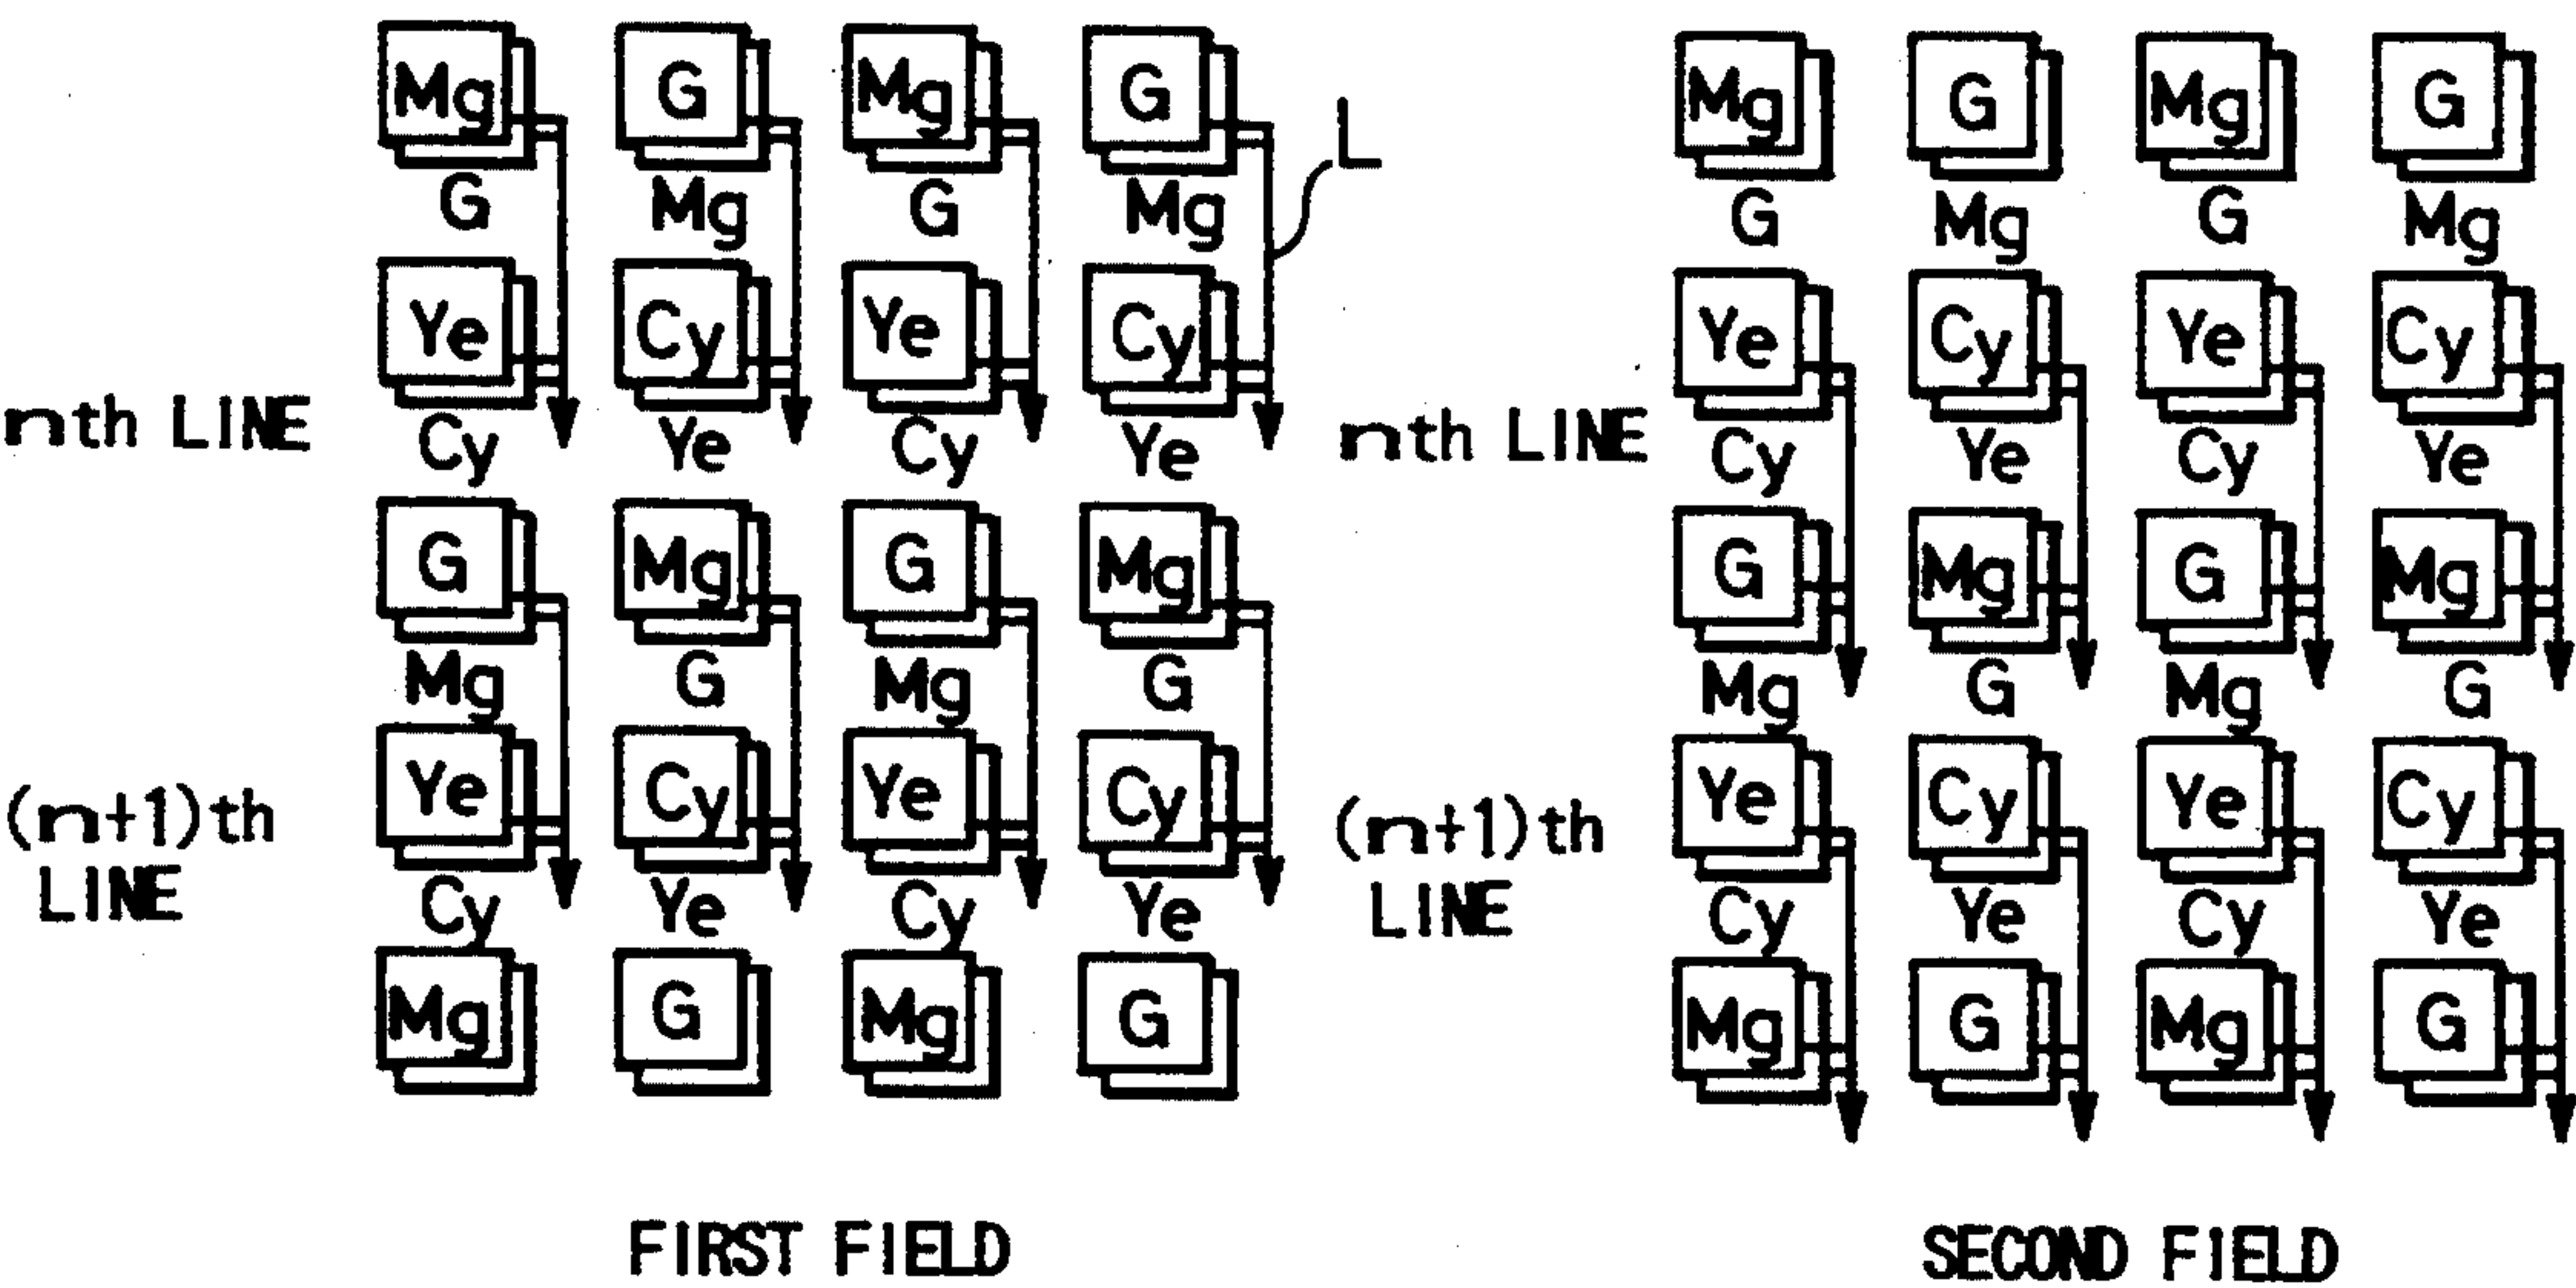 Mg G Mg G
L
G Mg G Mg
Ye Cy Ye Cy
nth LINE
Cy Ye Cy Ye
G Mg G Mg
Mg G Mg G
Ye Cy Ye Cy
(n+1)th
LINE
Cy Ye Cy Ye
Mg G Mg G
FIRST FIELD
Mg G Mg G
G Mg G Mg
Ye Cy Ye Cy
nth LINE
Cy Ye Cy Ye
G Mg G Mg
Mg G Mg G
Ye Cy Ye Cy
(n+1)th
LINE
Cy Ye Cy Ye
Mg G Mg G
SECOND FIELD